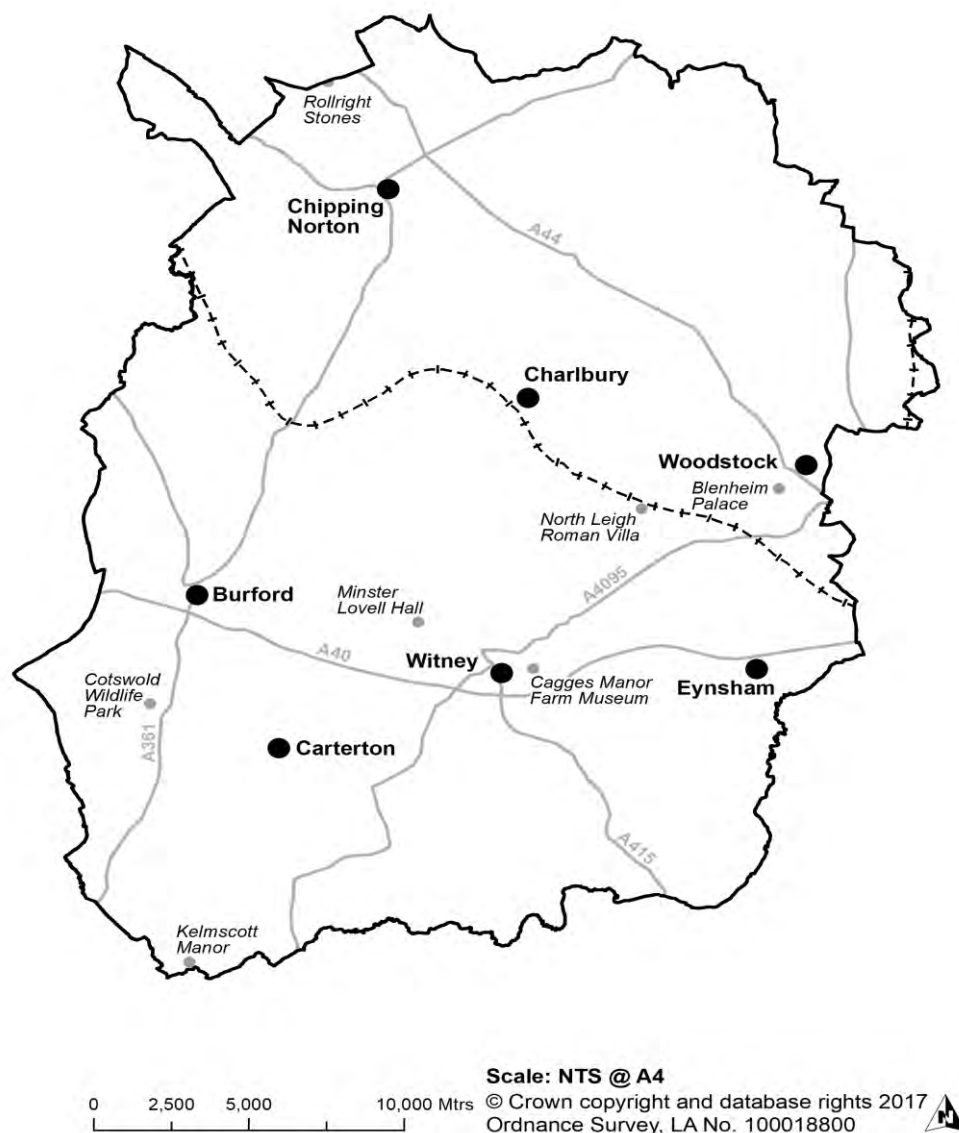 Rollright
Stones
Chipping
Norton
A44
Charlbury
Woodstock
Blenheim
Palace
North Leigh
Roman Villa
A4095
Burford
Minster
Lovell Hall
A40
Witney
Cagges Manor
Farm Museum
Eynsham
Cotswold
Wildlife
Park
A361
Carterton
A415
Kelmscott
Manor
Scale: NTS @ A4
0 2,500 5,000 10,000 Mtrs
© Crown copyright and database rights 2017
Ordnance Survey, LA No. 100018800
N